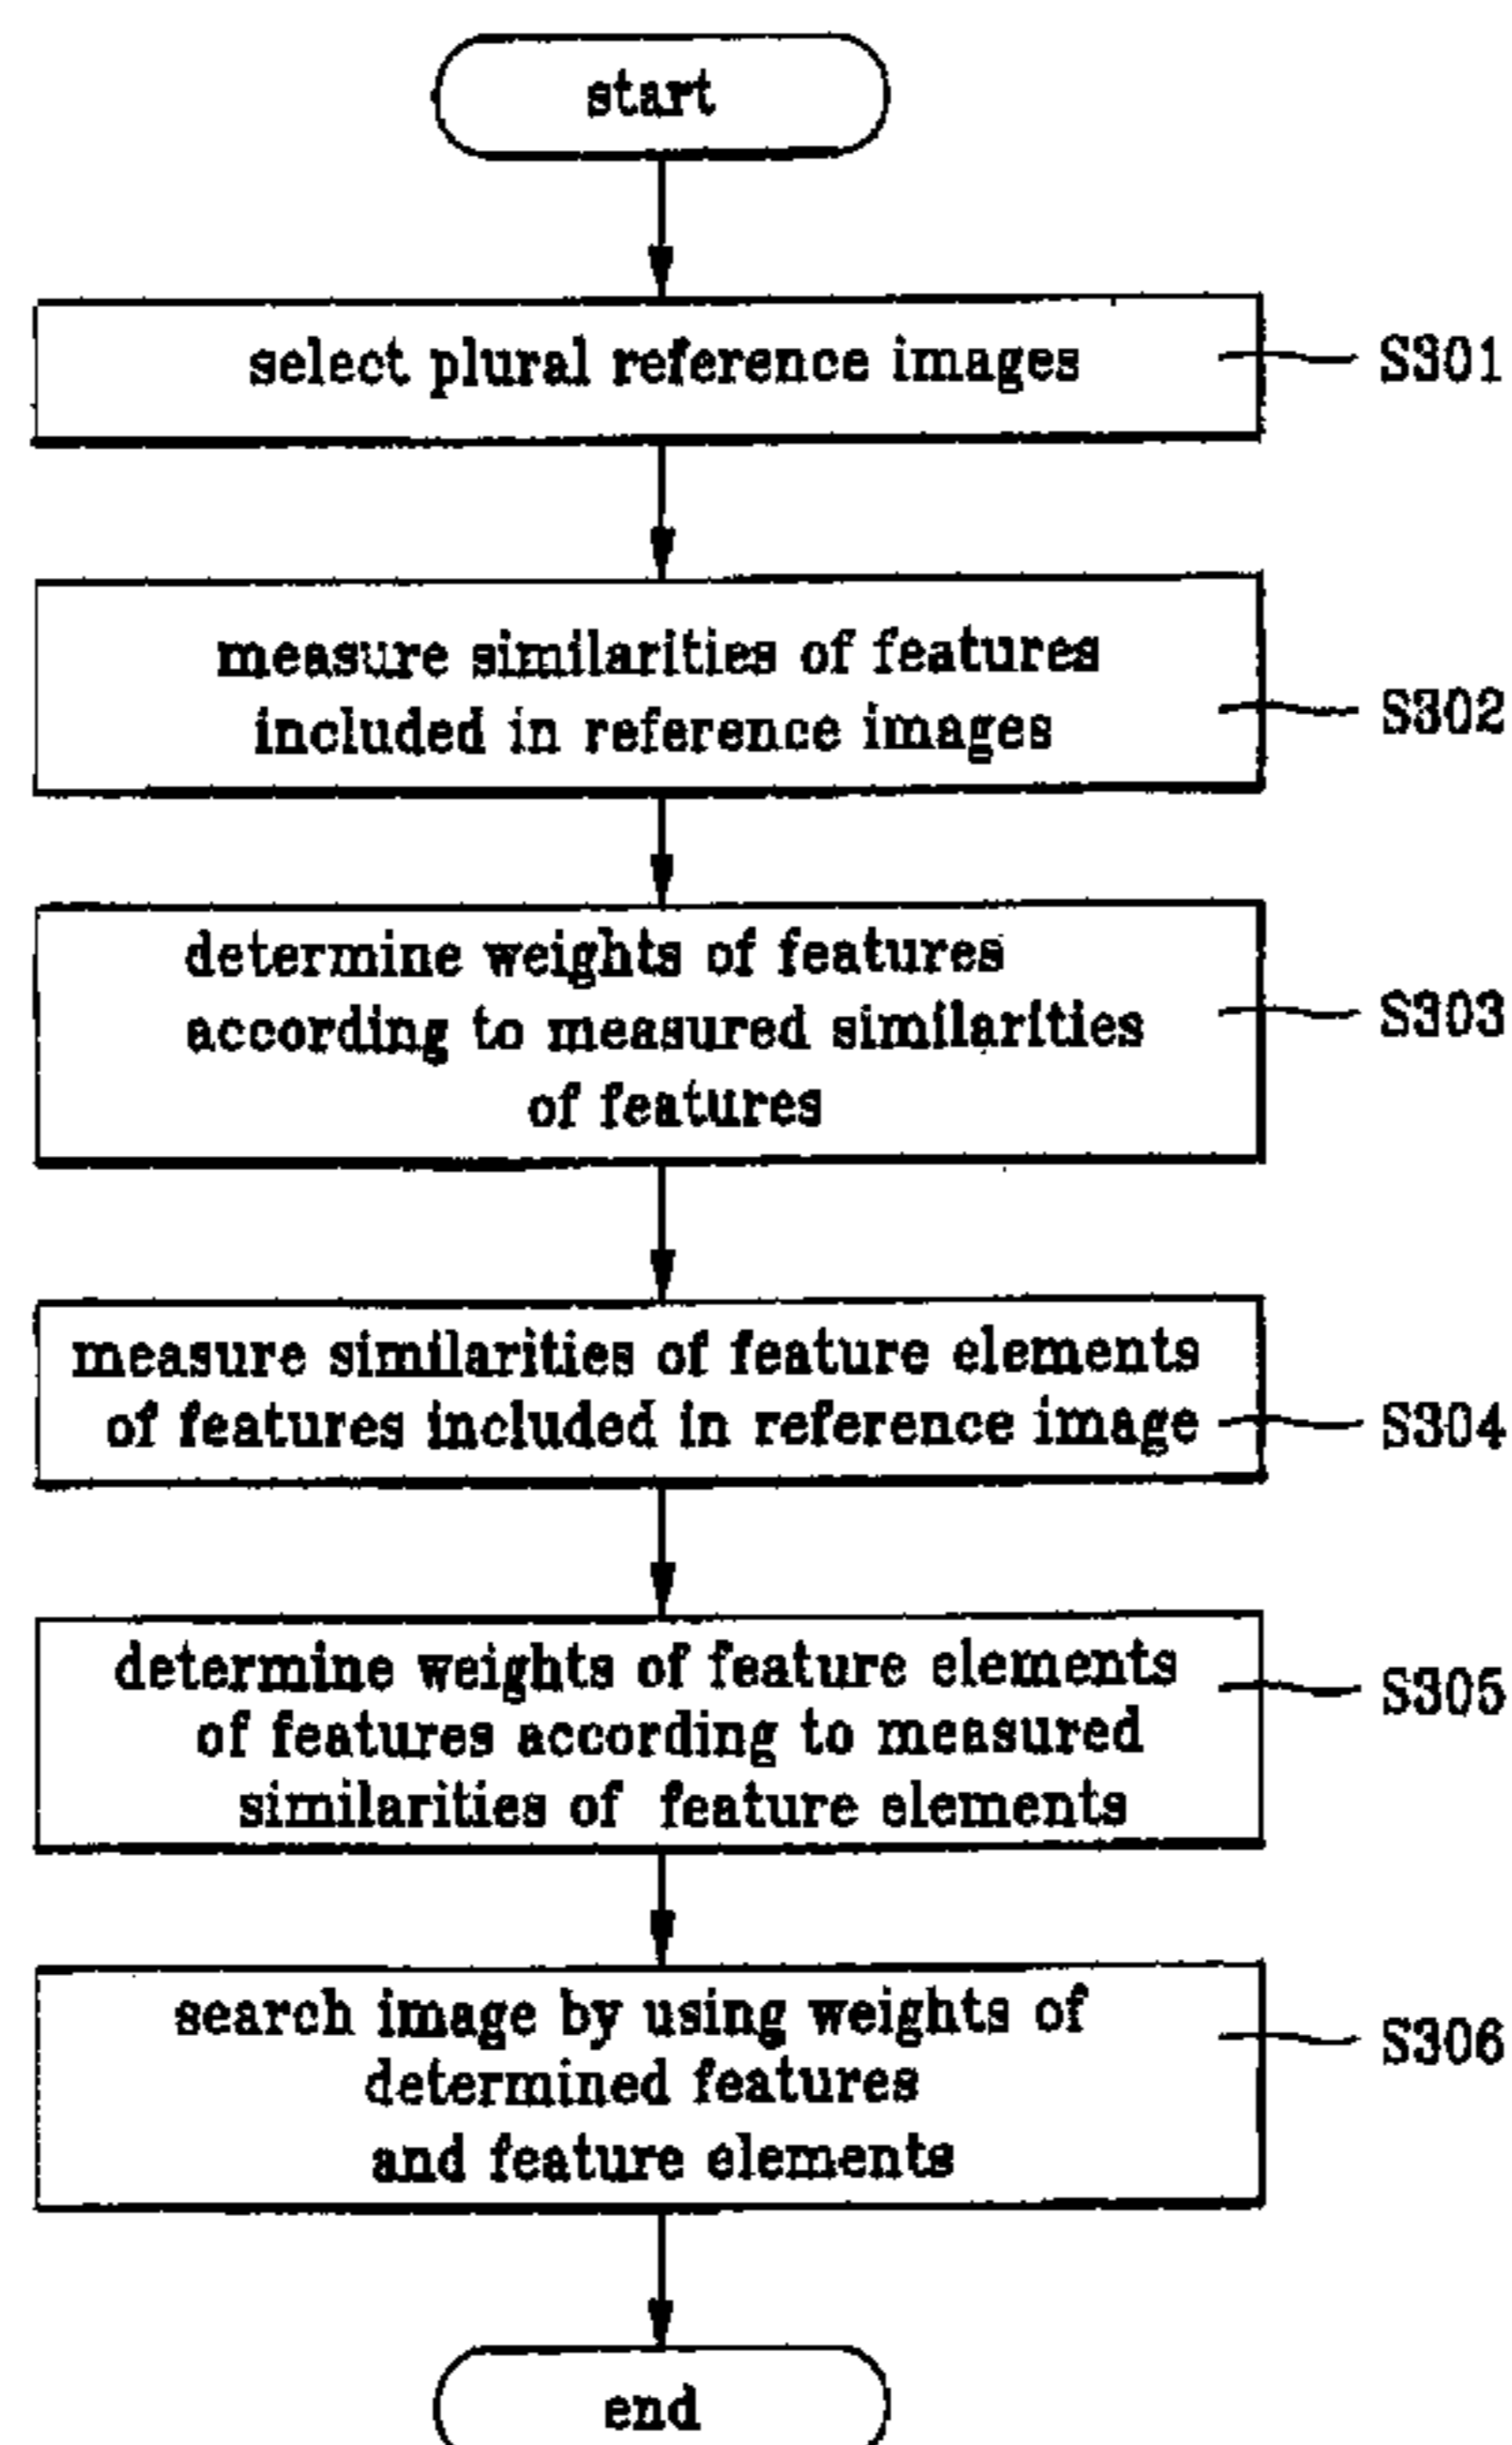 start
select plural reference images
S301
measure similarities of features
included in reference images
S302
determine weights of features
according to measured similarities
of features
S303
measure similarities of feature elements
of features included in reference image
S304
determine weights of feature elements
of features according to measured
similarities of feature elements
S305
search image by using weights of
determined features
and feature elements
S306
end